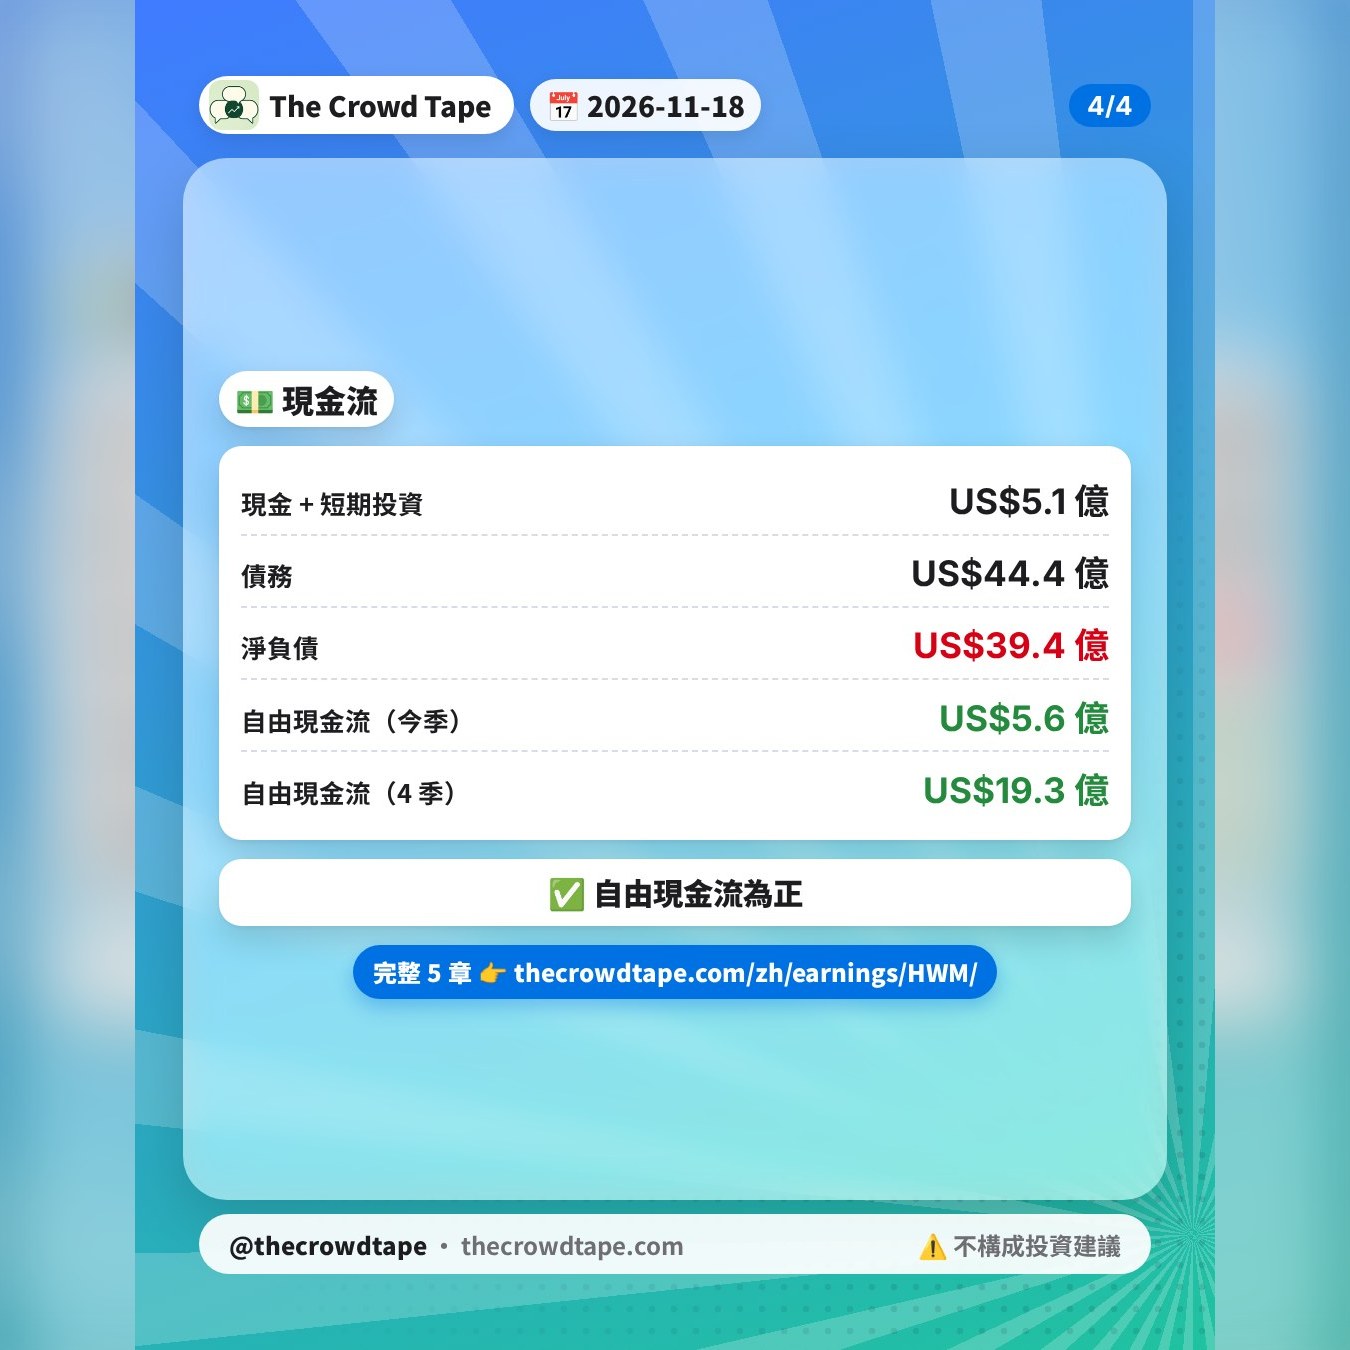 The Crowd Tape
2026-11-18
4/4
現金流
現金 + 短期投資
US$5.1 億
債務
US$44.4 億
淨負債
US$39.4 億
自由現金流（今季）
US$5.6 億
自由現金流（4 季）
US$19.3 億
自由現金流為正
完整 5 章 👉 thecrowdtape.com/zh/earnings/HWM/
@thecrowdtape • thecrowdtape.com
不構成投資建議